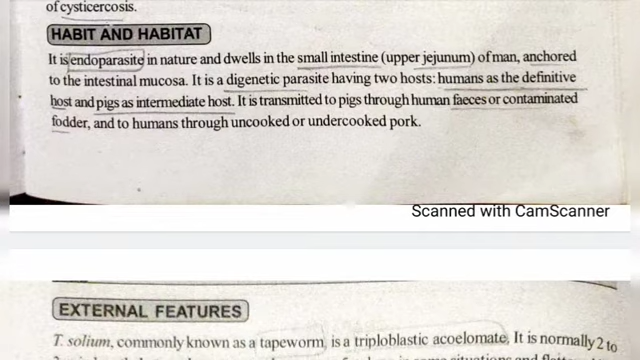 of cysticercosis.
HABIT AND HABITAT
It is endoparasite in nature and dwells in the small intestine (upper jejunum) of man, anchored
to the intestinal mucosa. It is a digenetic parasite having two hosts: humans as the definitive
host and pigs as intermediate host. It is transmitted to pigs through human faeces or contaminated
fodder, and to humans through uncooked or undercooked pork.
Scanned with CamScanner
EXTERNAL FEATURES
T. solium, commonly known as a tapeworm, is a triploblastic acoelomate. It is normally 2 to